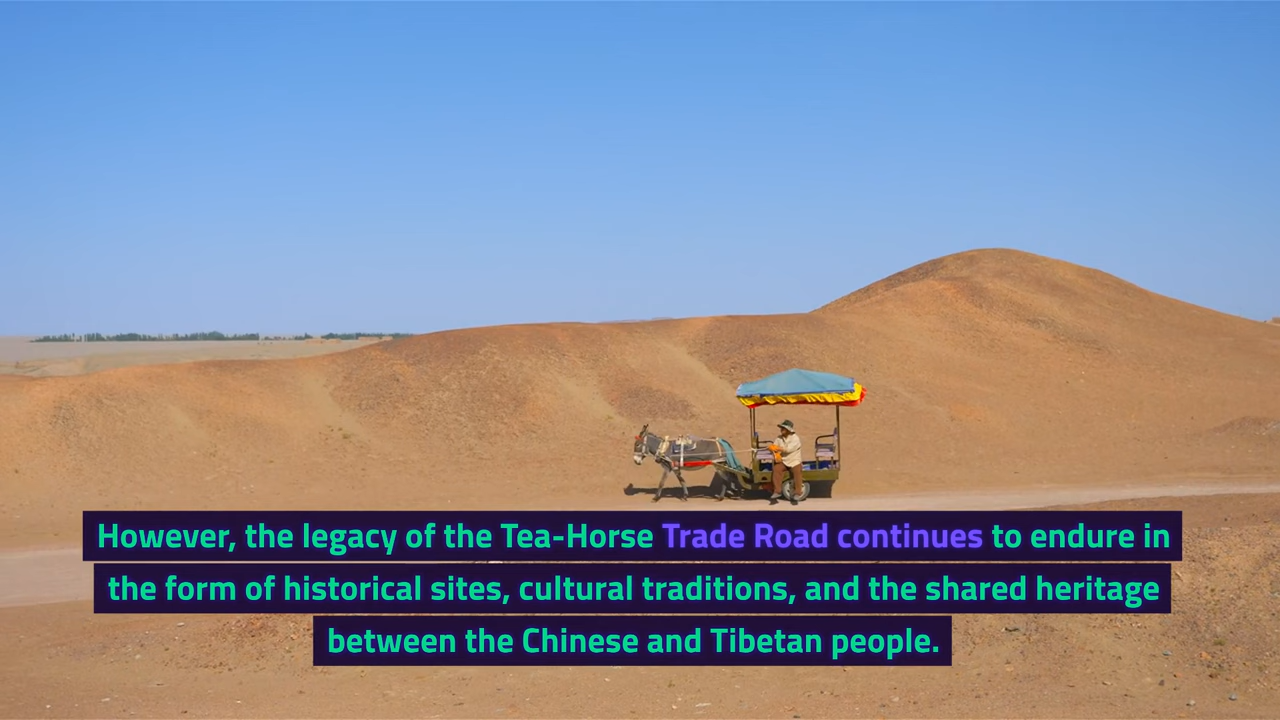 However, the legacy of the Tea-Horse Trade Road continues to endure in
the form of historical sites, cultural traditions, and the shared heritage
between the Chinese and Tibetan people.